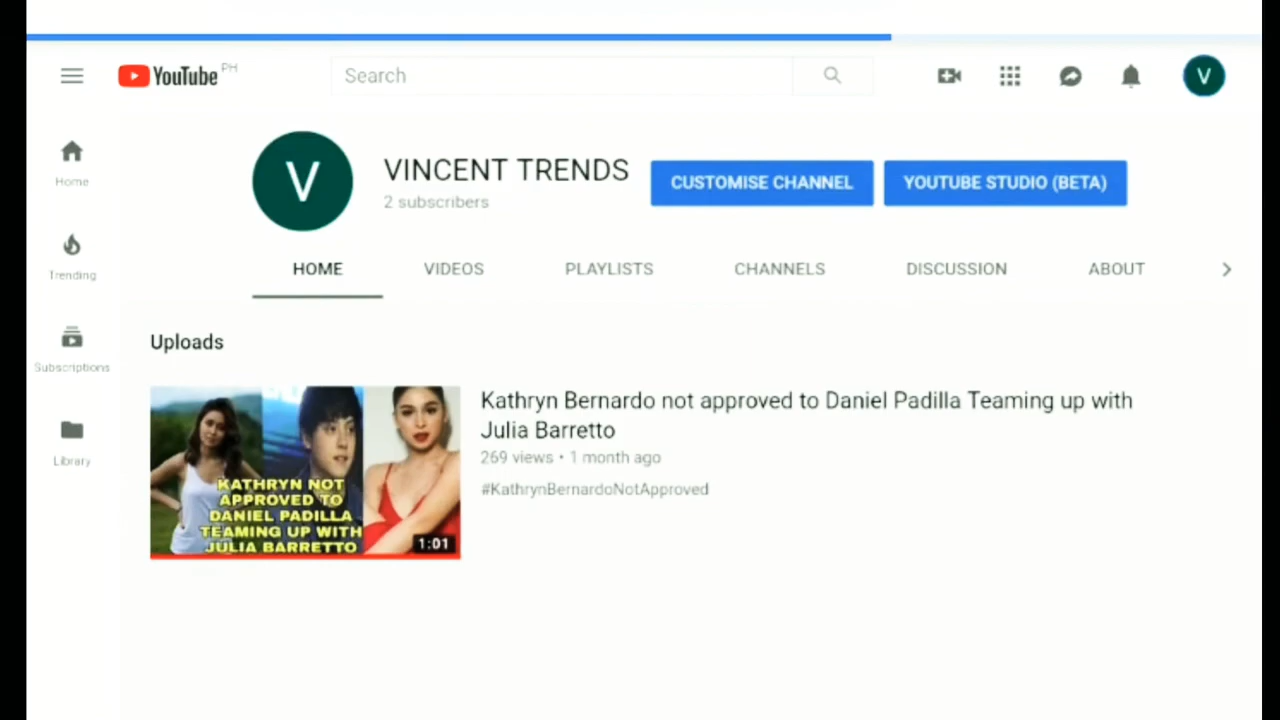 YouTube PH
Search
V
V
VINCENT TRENDS
2 subscribers
CUSTOMISE CHANNEL
YOUTUBE STUDIO (BETA)
Home
Trending
Subscriptions
Library
HOME
VIDEOS
PLAYLISTS
CHANNELS
DISCUSSION
ABOUT
Uploads
KATHRYN NOT
APPROVED TO
DANIEL PADILLA
TEAMING UP WITH
JULIA BARRETTO
1:01
Kathryn Bernardo not approved to Daniel Padilla Teaming up with
Julia Barretto
269 views • 1 month ago
#KathrynBernardoNotApproved